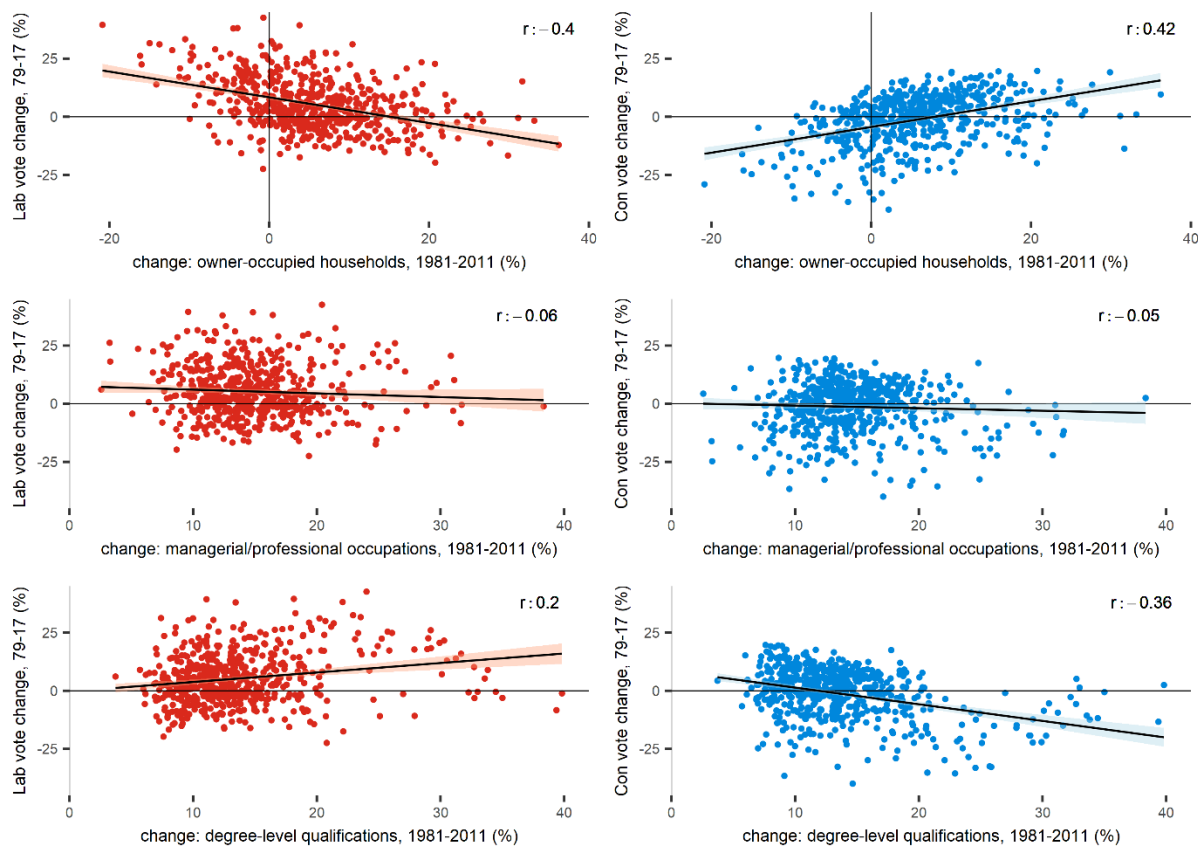 Lab vote change, 79-17 (%)
25
0
-25
r: -0.4
-20
0
20
40
change: owner-occupied households, 1981-2011 (%)
Con vote change, 79-17 (%)
25
0
-25
r: 0.42
-20
0
20
40
change: owner-occupied households, 1981-2011 (%)
Lab vote change, 79-17 (%)
25
0
-25
r: -0.06
0
10
20
30
40
change: managerial/professional occupations, 1981-2011 (%)
Con vote change, 79-17 (%)
25
0
-25
r: -0.05
0
10
20
30
40
change: managerial/professional occupations, 1981-2011 (%)
Lab vote change, 79-17 (%)
25
0
-25
r: 0.2
0
10
20
30
40
change: degree-level qualifications, 1981-2011 (%)
Con vote change, 79-17 (%)
25
0
-25
r: -0.36
0
10
20
30
40
change: degree-level qualifications, 1981-2011 (%)